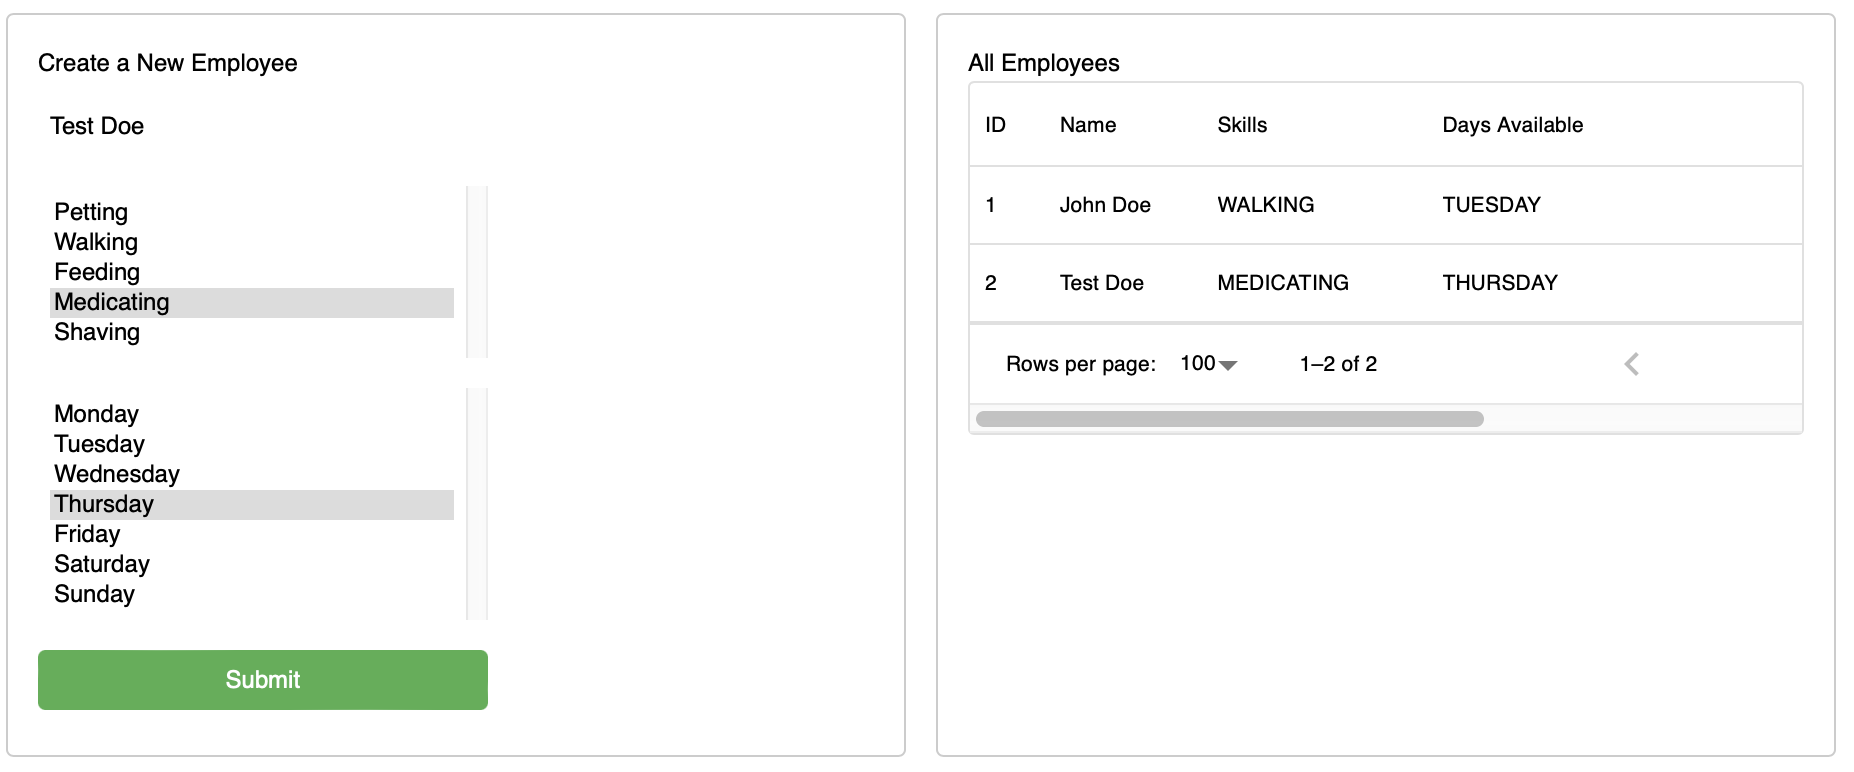 Create a New Employee
Test Doe
Petting
Walking
Feeding
Medicating
Shaving
Monday
Tuesday
Wednesday
Thursday
Friday
Saturday
Sunday
Submit
All Employees
ID Name Skills Days Available
1 John Doe WALKING TUESDAY
2 Test Doe MEDICATING THURSDAY
Rows per page: 100 1–2 of 2